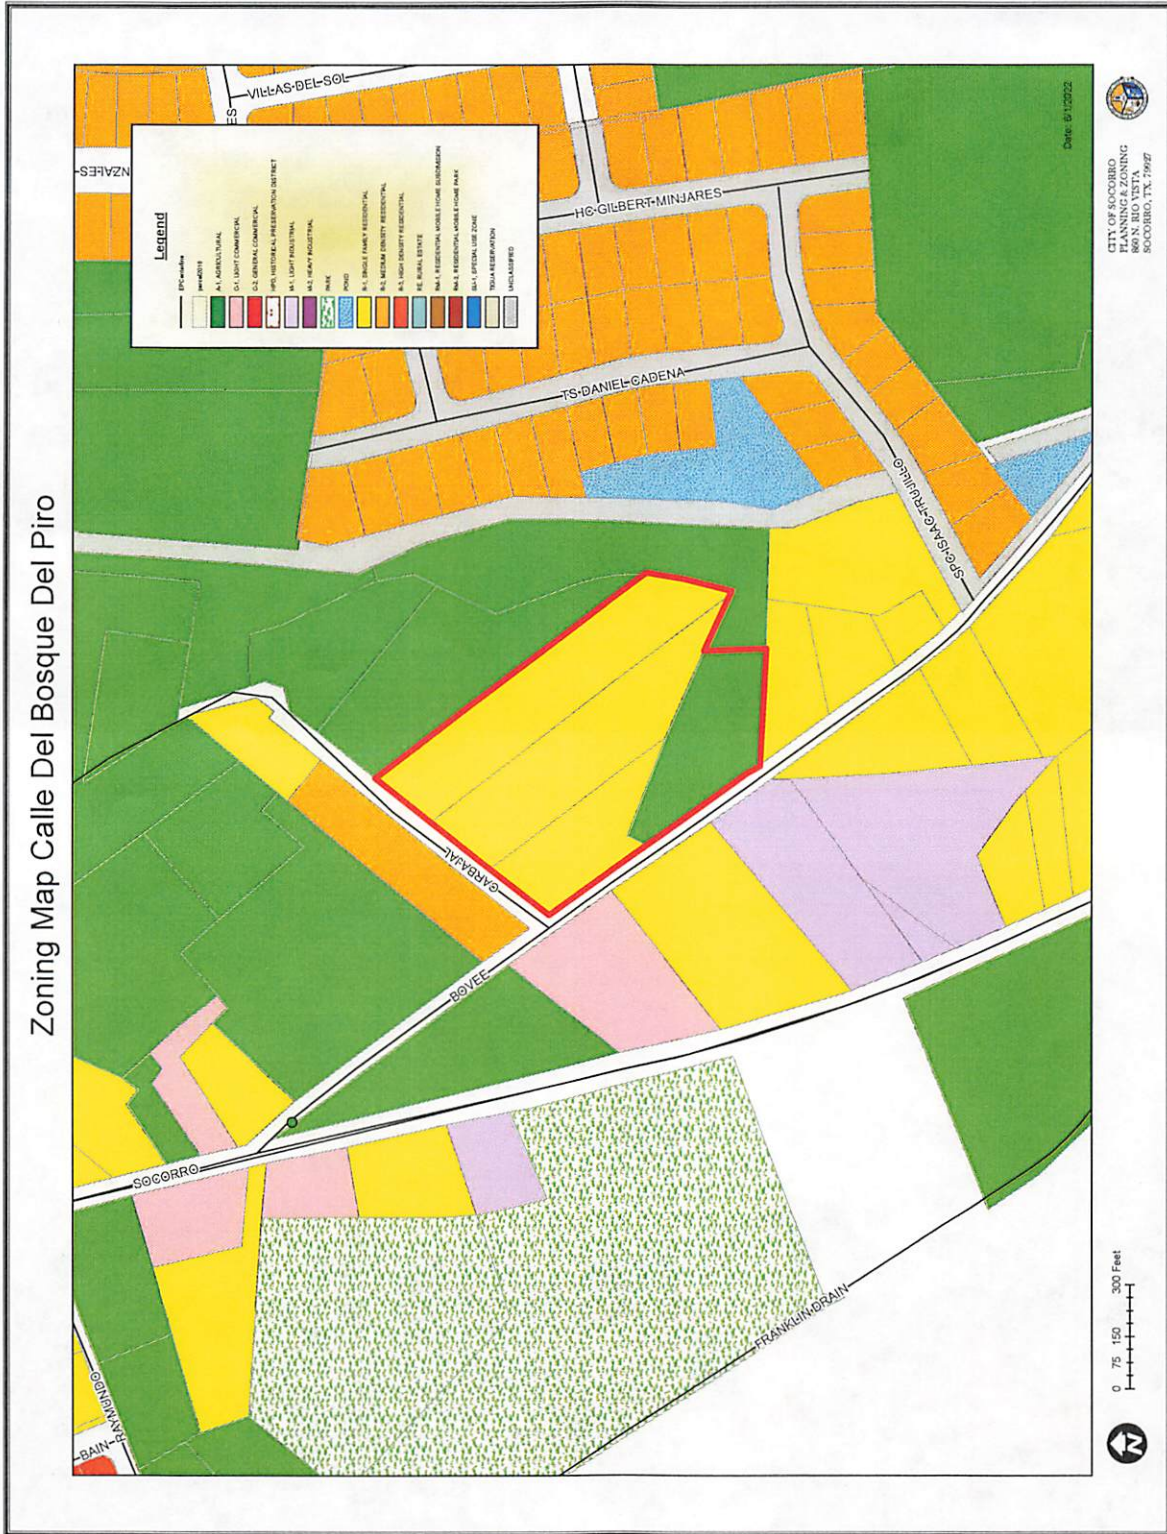 Zoning Map Calle Del Bosque Del Piro
Legend
EPCenterline
parcel2019
A-1, AGRICULTURAL
C-1, LIGHT COMMERCIAL
C-2, GENERAL COMMERCIAL
HPD, HISTORICAL PRESERVATION DISTRICT
M-1, LIGHT INDUSTRIAL
M-2, HEAVY INDUSTRIAL
PARK
POND
R-1, SINGLE FAMILY RESIDENTIAL
R-2, MEDIUM DENSITY RESIDENTIAL
R-3, HIGH DENSITY RESIDENTIAL
RE, RURAL ESTATE
RM-1, RESIDENTIAL MOBILE HOME SUBDIVISION
RM-2, RESIDENTIAL MOBILE HOME PARK
SU-1, SPECIAL USE ZONE
TIGUA RESERVATION
UNCLASSIFIED
BAIN
RAYMUNDO
SOCORRO
BOVEE
CARBAJAL
FRANKLIN DRAIN
NZALES
ES
VILLAS DEL SOL
HC GILBERT MINJARES
TS DANIEL CADENA
SPC ISAAC TRUJILLO
Date: 6/1/2022
N
0 75 150 300 Feet
CITY OF SOCORRO
PLANNING & ZONING
860 N. RIO VISTA
SOCORRO, TX. 79927